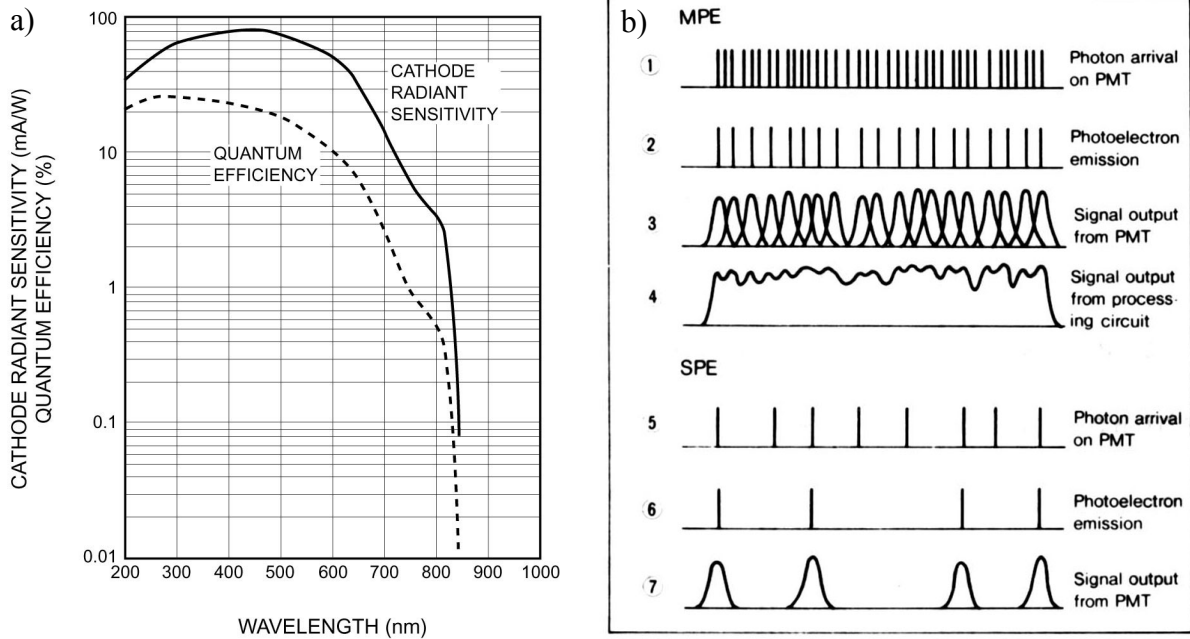 a)
CATHODE RADIANT SENSITIVITY (mA/W)
QUANTUM EFFICIENCY (%)
100
10
1
0.1
0.01
CATHODE
RADIANT
SENSITIVITY
QUANTUM
EFFICIENCY
200 300 400 500 600 700 800 900 1000
WAVELENGTH (nm)
b)
MPE
1
Photon arrival
on PMT
2
Photoelectron
emission
3
Signal output
from PMT
4
Signal output
from process-
ing circuit
SPE
5
Photon arrival
on PMT
6
Photoelectron
emission
7
Signal output
from PMT